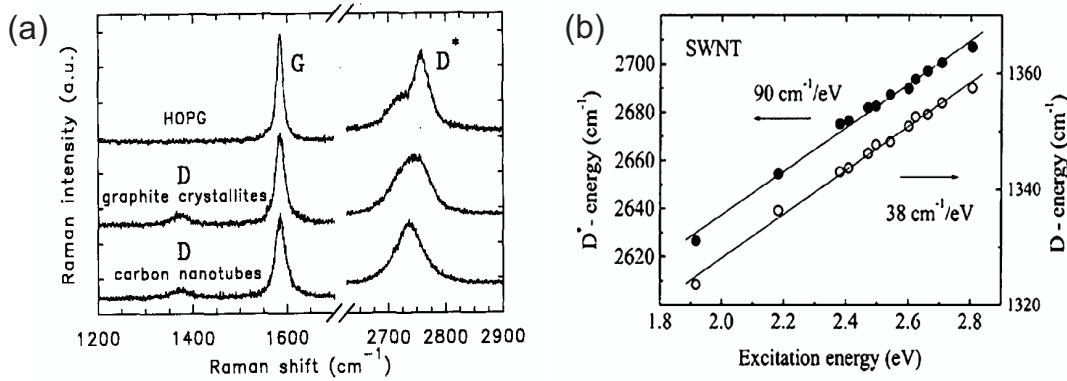 (a)
G
D*
HOPG
D
graphite crystallites
D
carbon nanotubes
Raman intensity (a.u.)
1200 1400 1600 2700 2800 2900
Raman shift (cm⁻¹)
(b)
SWNT
90 cm⁻¹/eV
38 cm⁻¹/eV
2700
2680
2660
2640
2620
D* - energy (cm⁻¹)
1360
1340
1320
D - energy (cm⁻¹)
1.8 2.0 2.2 2.4 2.6 2.8
Excitation energy (eV)